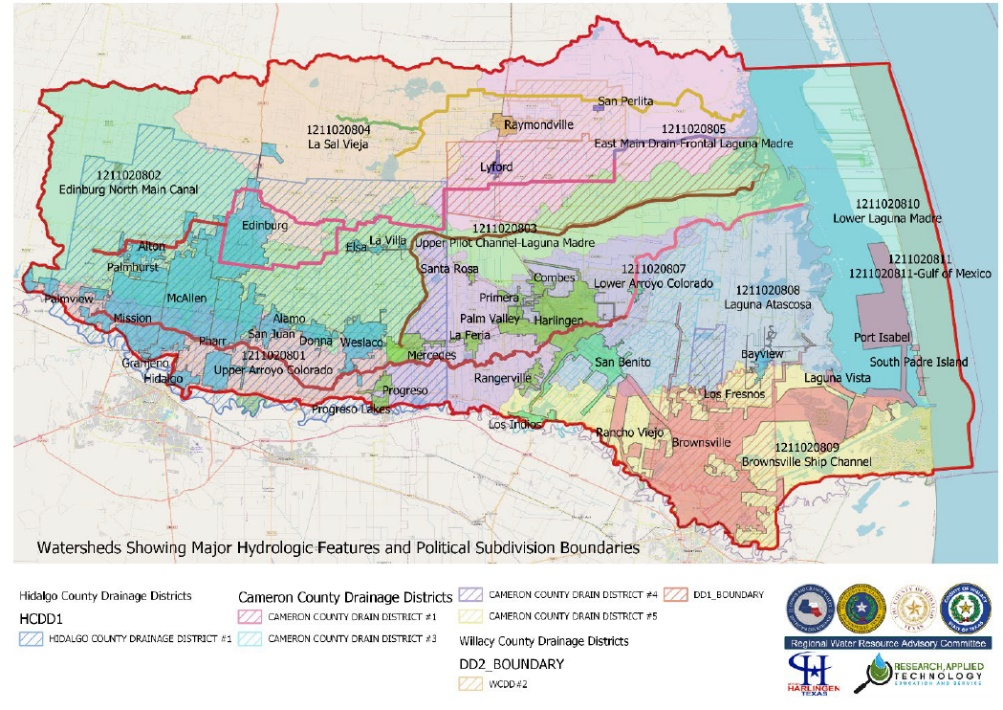 San Perlita
Raymondville
1211020804
La Sal Vieja
1211020805
East Main Drain-Frontal Laguna Madre
Lyford
1211020802
Edinburg North Main Canal
1211020810
Lower Laguna Madre
Edinburg
1211020803
Upper Pilot Channel-Laguna Madre
Alton
Elsa
La Villa
1211020811
1211020811-Gulf of Mexico
Palmhurst
Santa Rosa
Combes
1211020807
Lower Arroyo Colorado
1211020808
Laguna Atascosa
Palmview
McAllen
Primera
Mission
Alamo
Palm Valley
Harlingen
San Juan
Donna
Weslaco
La Feria
Port Isabel
Pharr
1211020801
Upper Arroyo Colorado
Mercedes
Bayview
San Benito
South Padre Island
Granjeno
Hidalgo
Rangerville
Laguna Vista
Progreso
Los Fresnos
Progreso Lakes
Los Indios
Rancho Viejo
Brownsville
1211020809
Brownsville Ship Channel
Watersheds Showing Major Hydrologic Features and Political Subdivision Boundaries
Hidalgo County Drainage Districts
HCDD1
HIDALGO COUNTY DRAINAGE DISTRICT #1
Cameron County Drainage Districts
CAMERON COUNTY DRAIN DISTRICT #1
CAMERON COUNTY DRAIN DISTRICT #3
CAMERON COUNTY DRAIN DISTRICT #4
CAMERON COUNTY DRAIN DISTRICT #5
Willacy County Drainage Districts
DD2_BOUNDARY
WCDD#2
DD1_BOUNDARY
Regional Water Resource Advisory Committee
HARLINGEN
TEXAS
RESEARCH,APPLIED
TECHNOLOGY
EDUCATION AND SERVICE